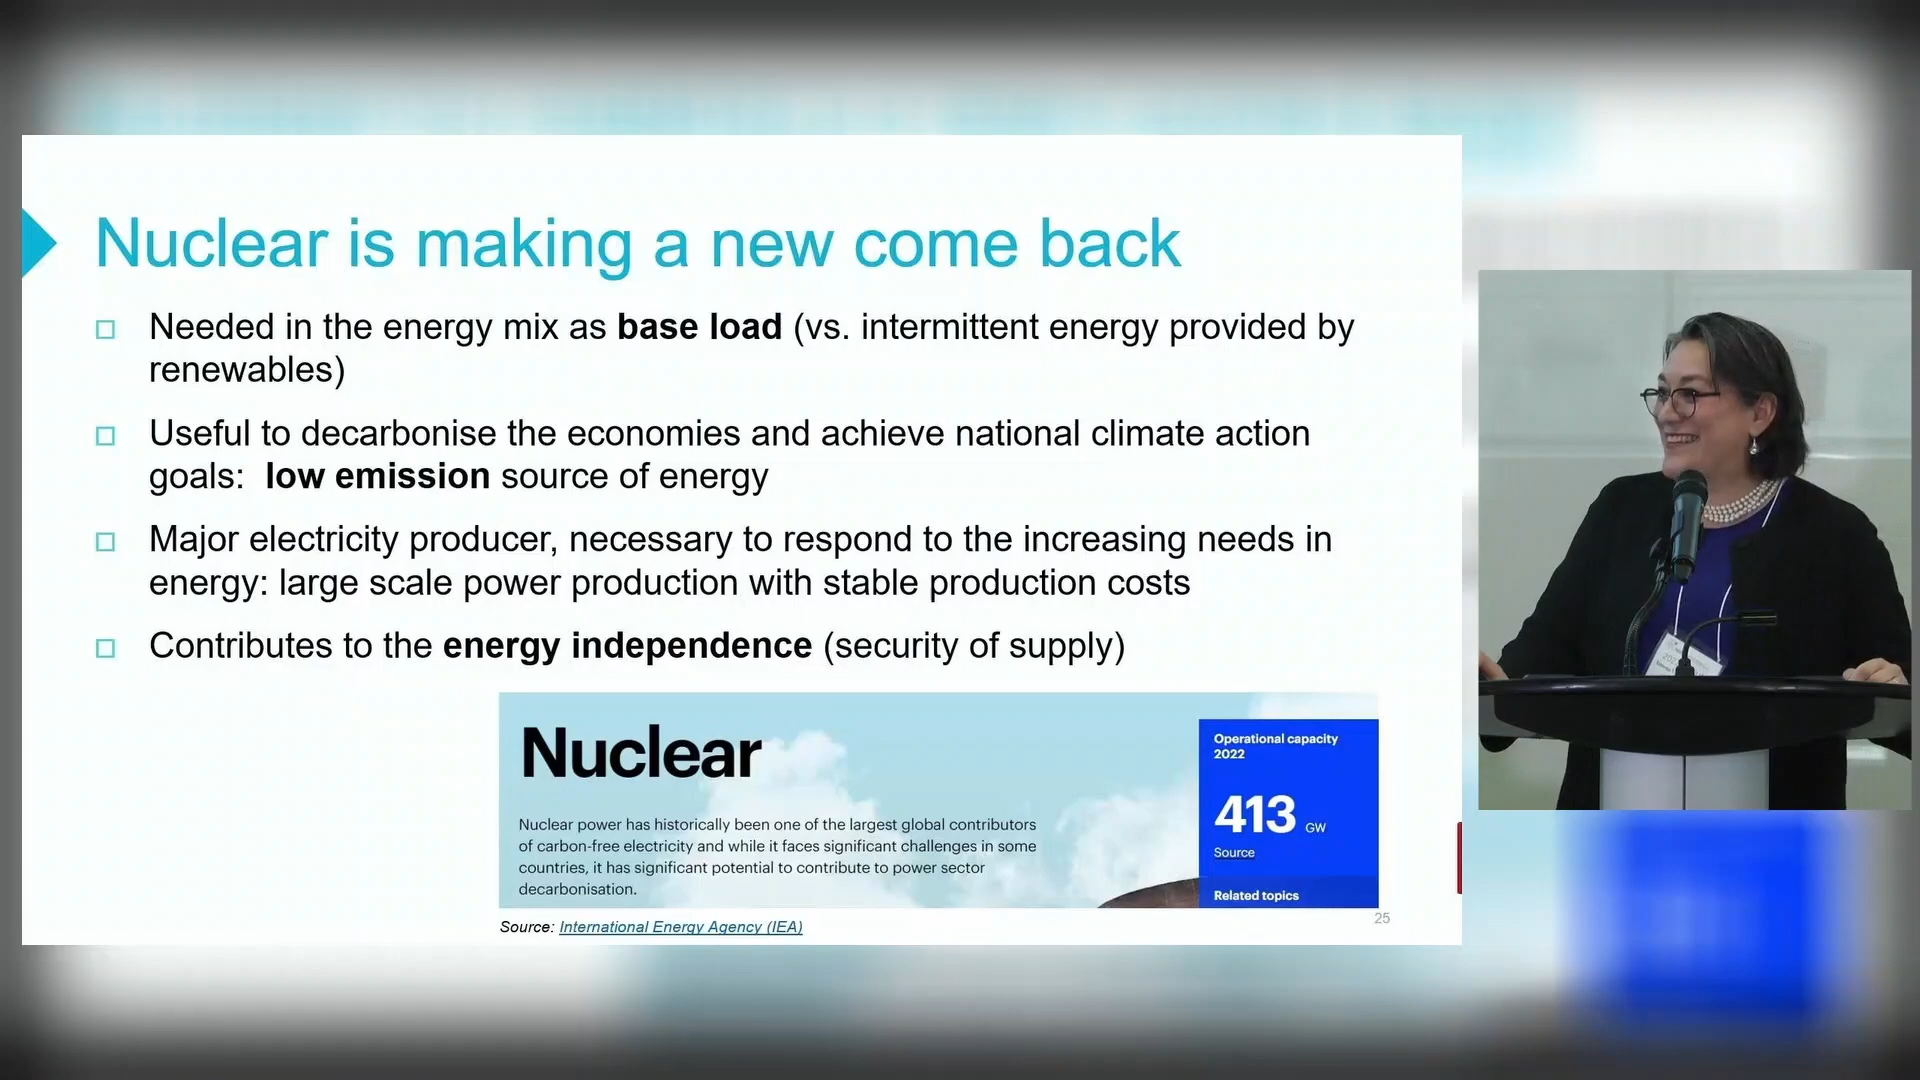 Nuclear is making a new come back
Needed in the energy mix as base load (vs. intermittent energy provided by
renewables)
Useful to decarbonise the economies and achieve national climate action
goals: low emission source of energy
Major electricity producer, necessary to respond to the increasing needs in
energy: large scale power production with stable production costs
Contributes to the energy independence (security of supply)
Nuclear
Nuclear power has historically been one of the largest global contributors
of carbon-free electricity and while it faces significant challenges in some
countries, it has significant potential to contribute to power sector
decarbonisation.
Operational capacity
2022
413 GW
Source
Related topics
Source: International Energy Agency (IEA)
25